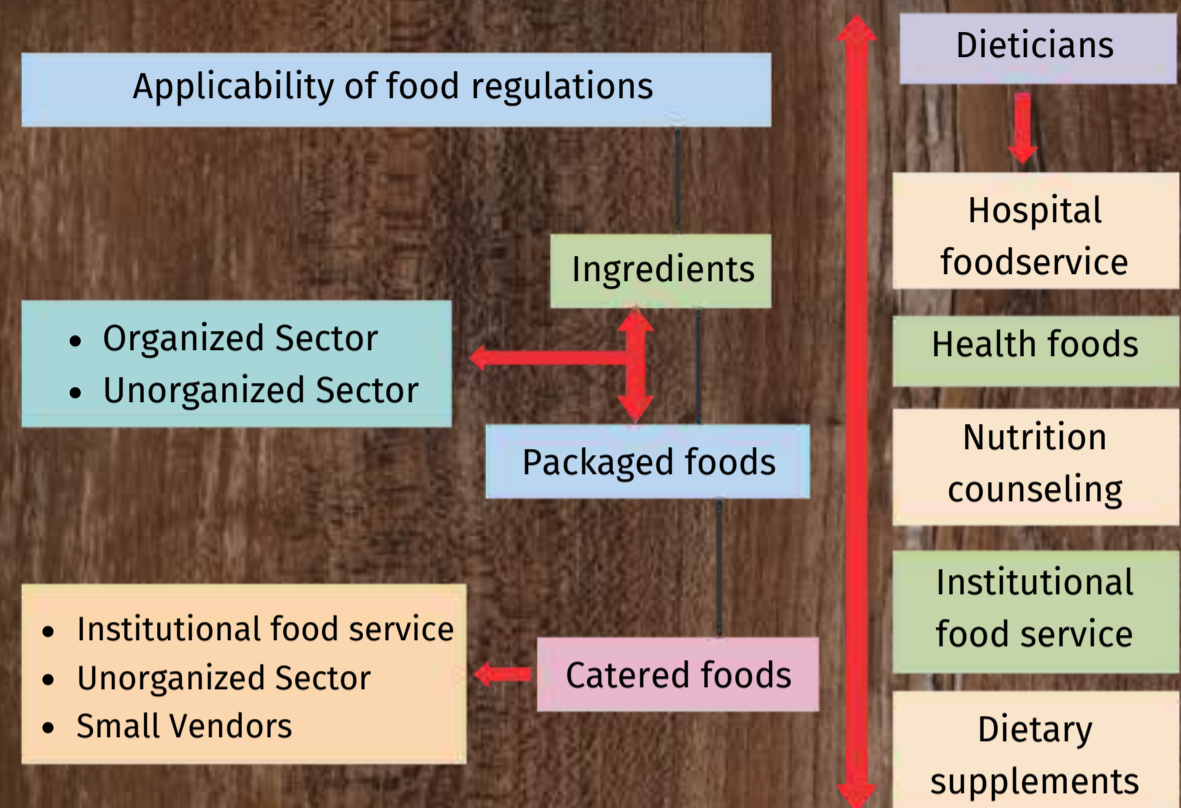 Applicability of food regulations
Ingredients
• Organized Sector
• Unorganized Sector
Packaged foods
• Institutional food service
• Unorganized Sector
• Small Vendors
Catered foods
Dieticians
Hospital
foodservice
Health foods
Nutrition
counseling
Institutional
food service
Dietary
supplements